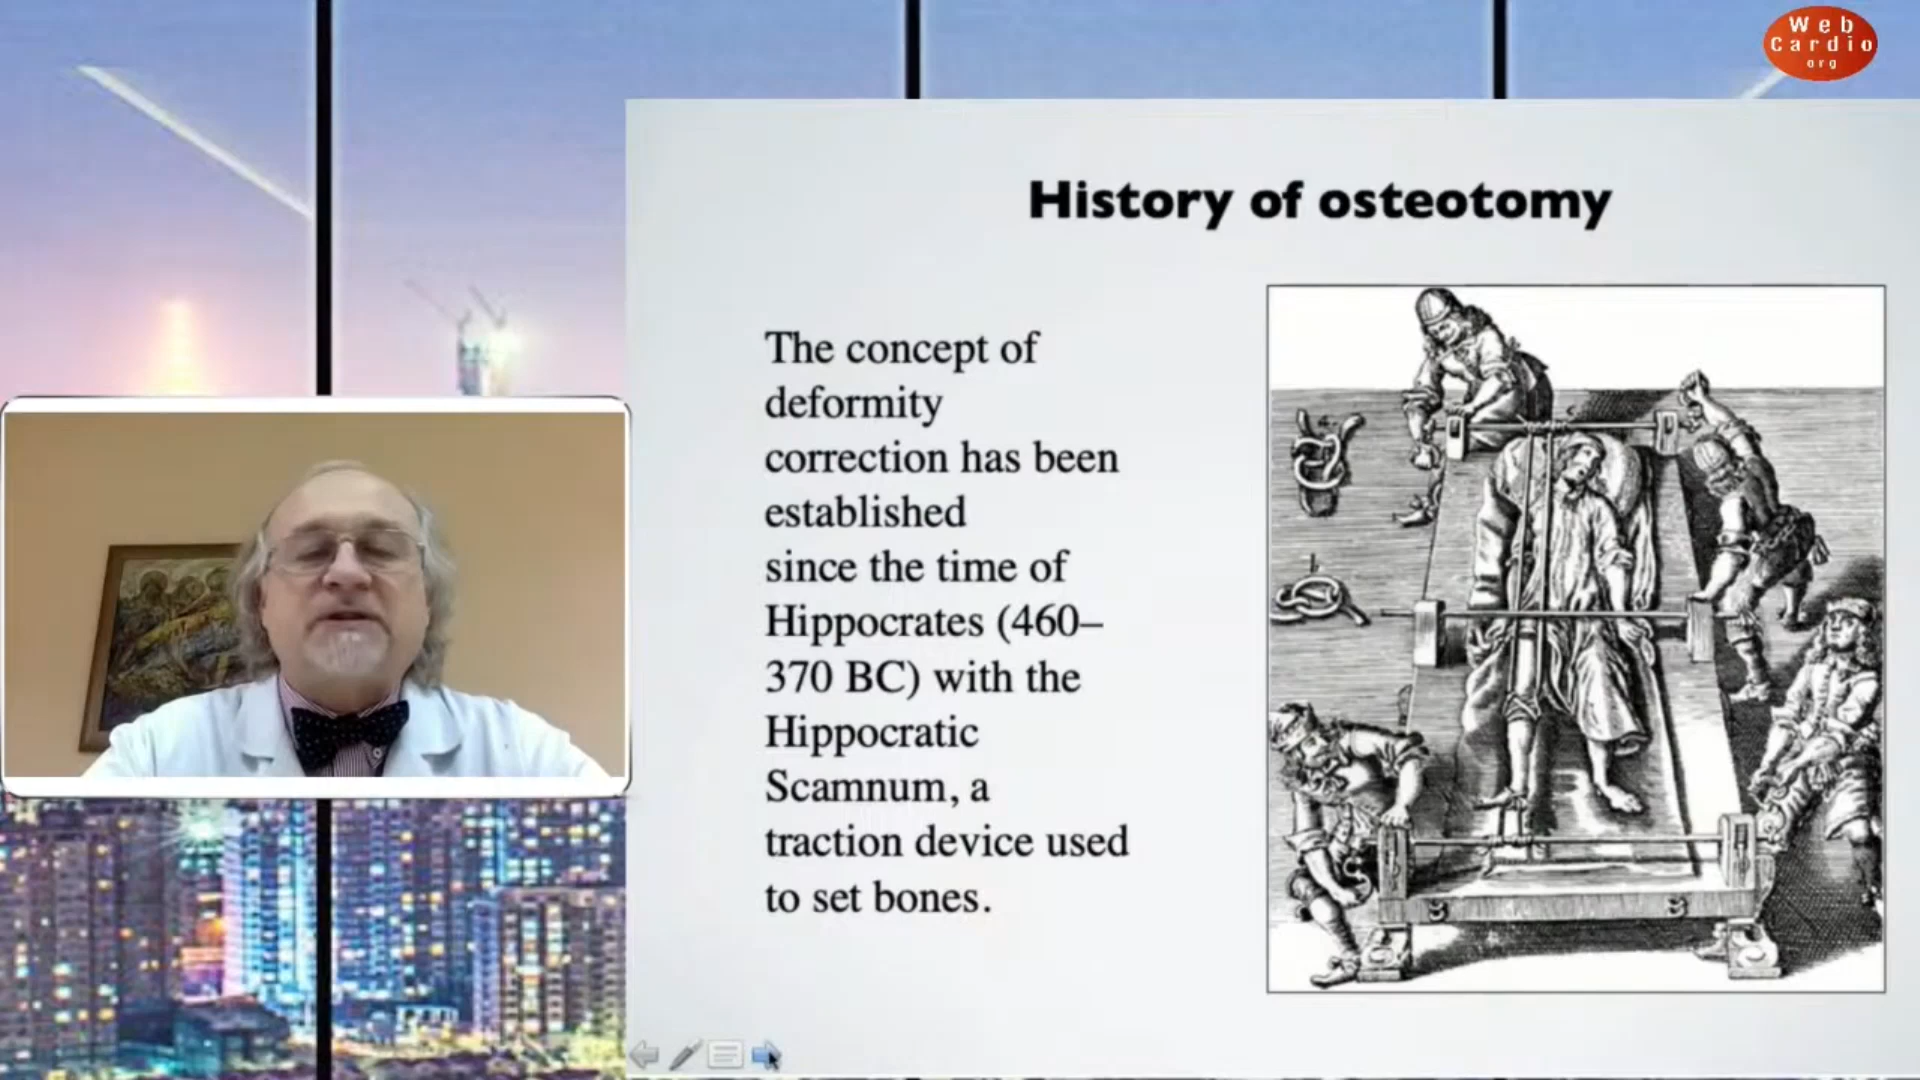 Web
Cardio
org
History of osteotomy
The concept of
deformity
correction has been
established
since the time of
Hippocrates (460–
370 BC) with the
Hippocratic
Scamnum, a
traction device used
to set bones.